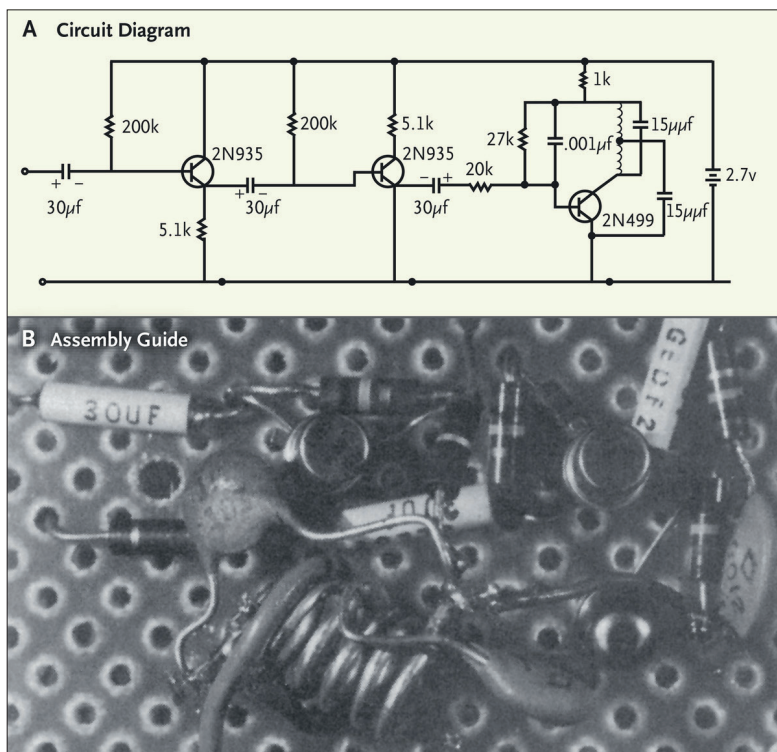 A Circuit Diagram
1k
200k
200k
5.1k
27k
.001μf
15μμf
2N935
2N935
+ -
+ -
- +
20k
2.7v
30μf
30μf
30μf
2N499
15μμf
5.1k
B Assembly Guide
30UF